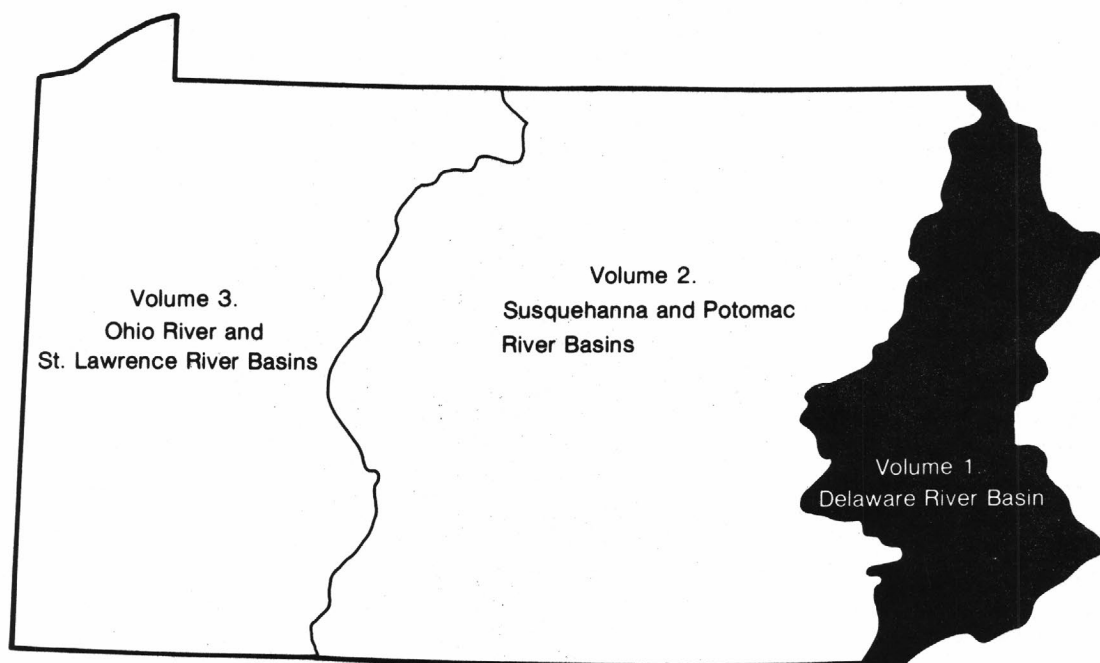 Volume 3.
Ohio River and
St. Lawrence River Basins
Volume 2.
Susquehanna and Potomac
River Basins
Volume 1.
Delaware River Basin